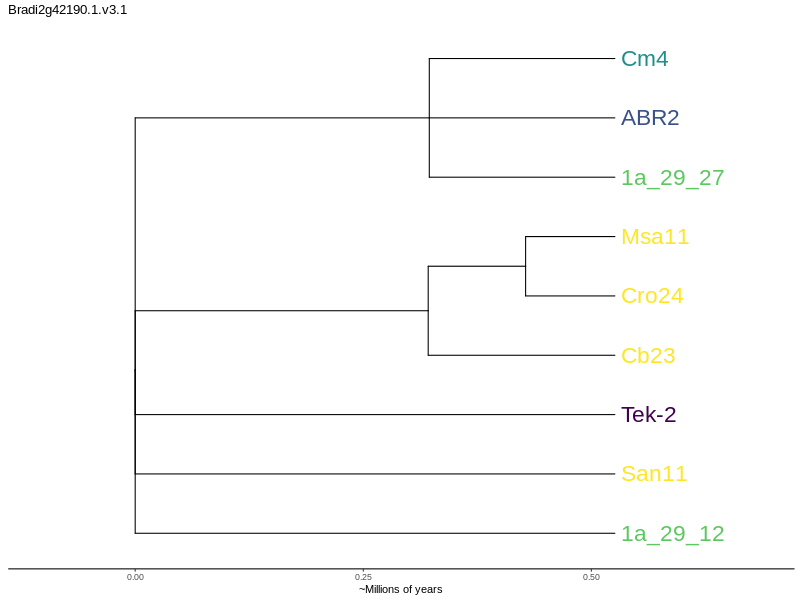 Bradi2g42190.1.v3.1
Cm4
ABR2
1a_29_27
Msa11
Cro24
Cb23
Tek-2
San11
1a_29_12
0.00 0.25 0.50
~Millions of years